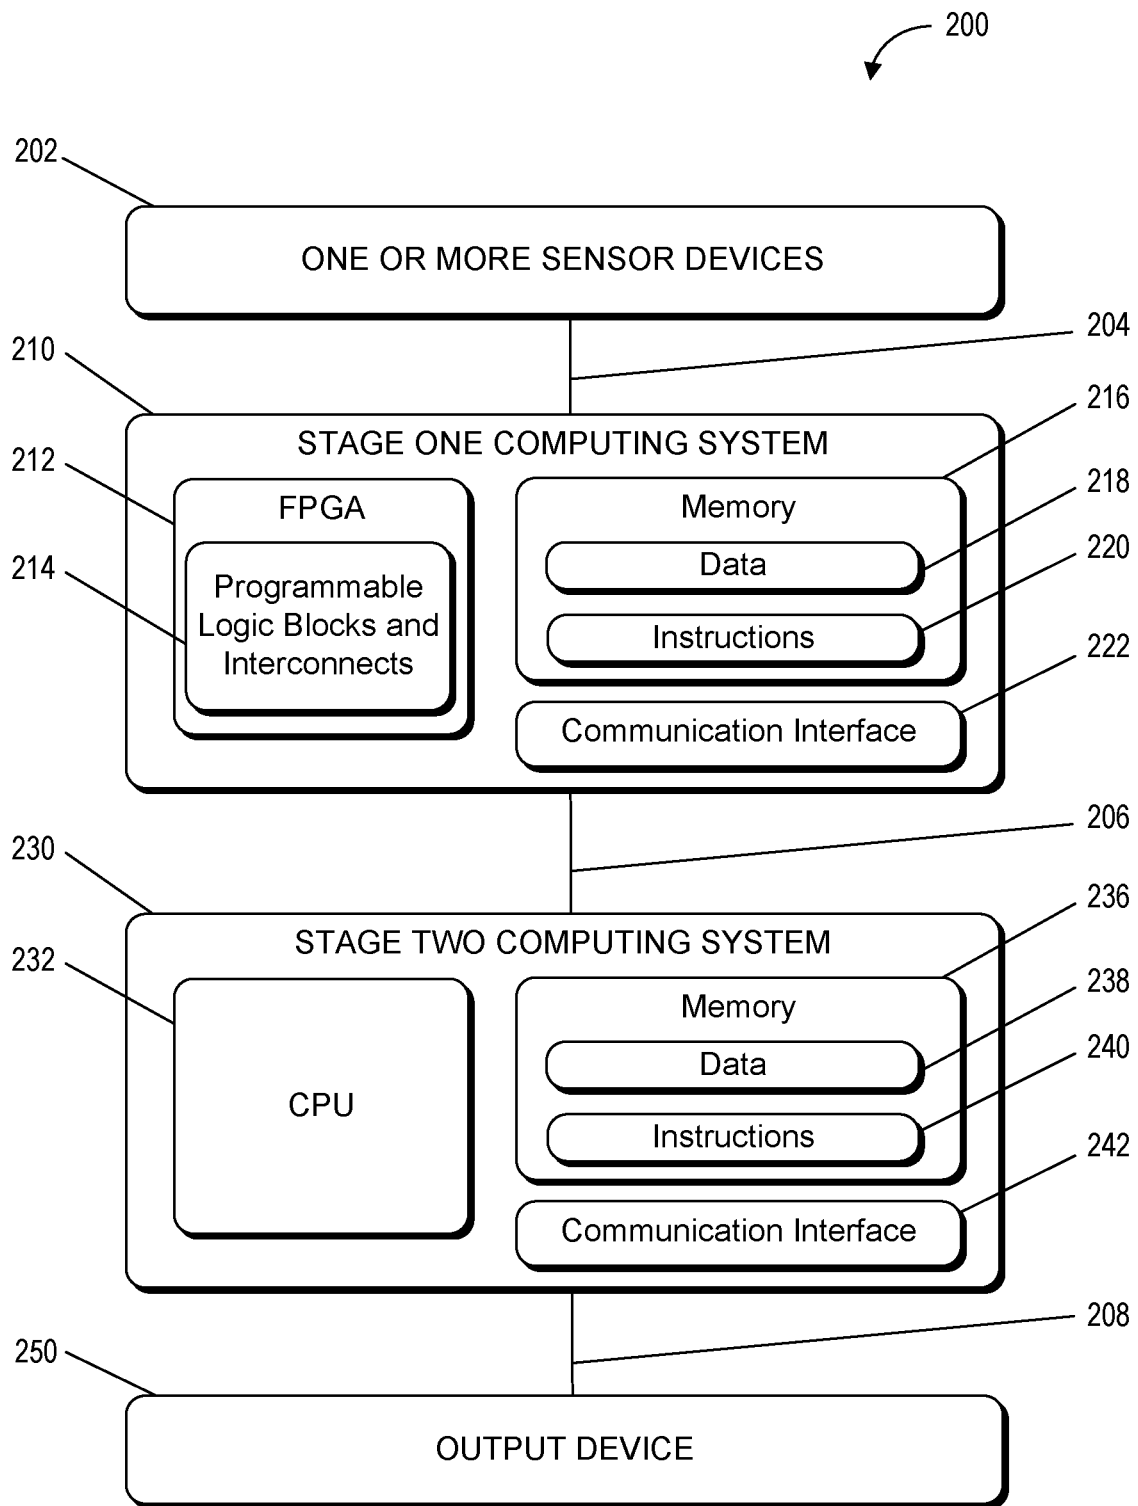 200
202
ONE OR MORE SENSOR DEVICES
204
210
STAGE ONE COMPUTING SYSTEM
216
212
FPGA
Memory
218
214
Programmable
Logic Blocks and
Interconnects
Data
220
Instructions
222
Communication Interface
206
230
STAGE TWO COMPUTING SYSTEM
236
232
CPU
Memory
238
Data
240
Instructions
242
Communication Interface
208
250
OUTPUT DEVICE